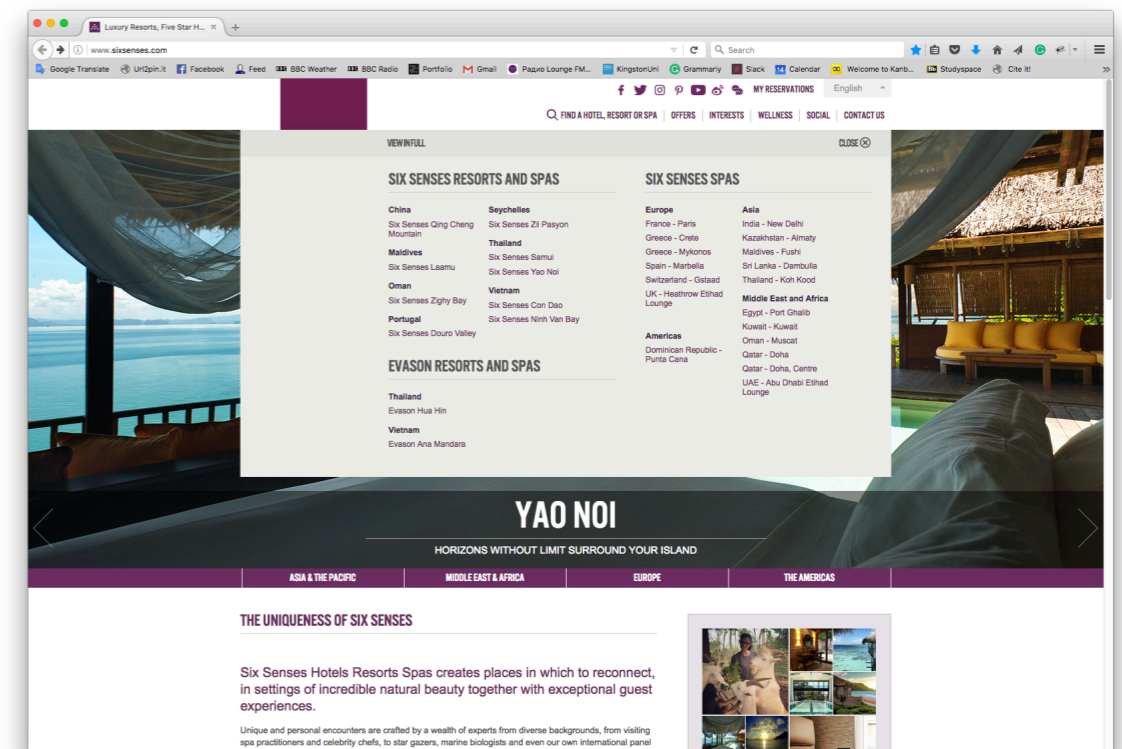 Luxury Resorts, Five Star H...
www.sixsenses.com
Search
Google Translate
Url2pin.it
Facebook
Feed
BBC Weather
BBC Radio
Portfolio
Gmail
Радио Lounge FM...
KingstonUni
Grammarly
Slack
Calendar
Welcome to Kanb...
Studyspace
Cite it!
MY RESERVATIONS
English
FIND A HOTEL, RESORT OR SPA
OFFERS
INTERESTS
WELLNESS
SOCIAL
CONTACT US
VIEW IN FULL
CLOSE
SIX SENSES RESORTS AND SPAS
China
Six Senses Qing Cheng
Mountain
Maldives
Six Senses Laamu
Oman
Six Senses Zighy Bay
Portugal
Six Senses Douro Valley
Seychelles
Six Senses Zil Pasyon
Thailand
Six Senses Samui
Six Senses Yao Noi
Vietnam
Six Senses Con Dao
Six Senses Ninh Van Bay
EVASON RESORTS AND SPAS
Thailand
Evason Hua Hin
Vietnam
Evason Ana Mandara
SIX SENSES SPAS
Europe
France - Paris
Greece - Crete
Greece - Mykonos
Spain - Marbella
Switzerland - Gstaad
UK - Heathrow Etihad
Lounge
Americas
Dominican Republic -
Punta Cana
Asia
India - New Delhi
Kazakhstan - Almaty
Maldives - Fushi
Sri Lanka - Dambulla
Thailand - Koh Kood
Middle East and Africa
Egypt - Port Ghalib
Kuwait - Kuwait
Oman - Muscat
Qatar - Doha
Qatar - Doha, Centre
UAE - Abu Dhabi Etihad
Lounge
YAO NOI
HORIZONS WITHOUT LIMIT SURROUND YOUR ISLAND
ASIA & THE PACIFIC
MIDDLE EAST & AFRICA
EUROPE
THE AMERICAS
THE UNIQUENESS OF SIX SENSES
Six Senses Hotels Resorts Spas creates places in which to reconnect,
in settings of incredible natural beauty together with exceptional guest
experiences.
Unique and personal encounters are crafted by a wealth of experts from diverse backgrounds, from visiting
spa practitioners and celebrity chefs, to star gazers, marine biologists and even our own international panel